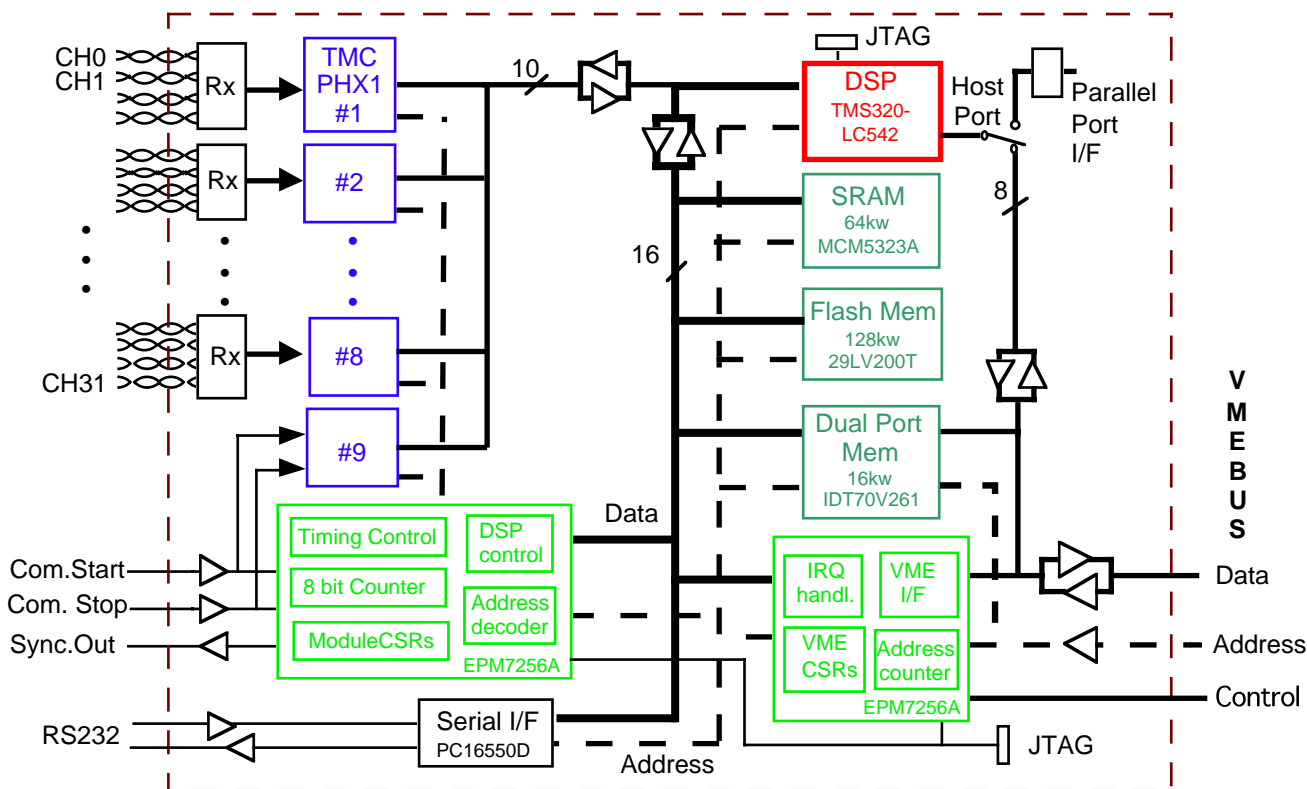 CH0
CH1
CH31
Rx
Rx
Rx
TMC
PHX1
#1
#2
#8
#9
10
16
8
JTAG
DSP
TMS320-
LC542
Host
Port
Parallel
Port
I/F
SRAM
64kw
MCM5323A
Flash Mem
128kw
29LV200T
Dual Port
Mem
16kw
IDT70V261
VMEBUS
Data
Timing Control
8 bit Counter
ModuleCSRs
DSP
control
Address
decoder
EPM7256A
IRQ
handl.
VME
I/F
VME
CSRs
Address
counter
EPM7256A
Com.Start
Com. Stop
Sync.Out
RS232
Serial I/F
PC16550D
Address
JTAG
Data
Address
Control